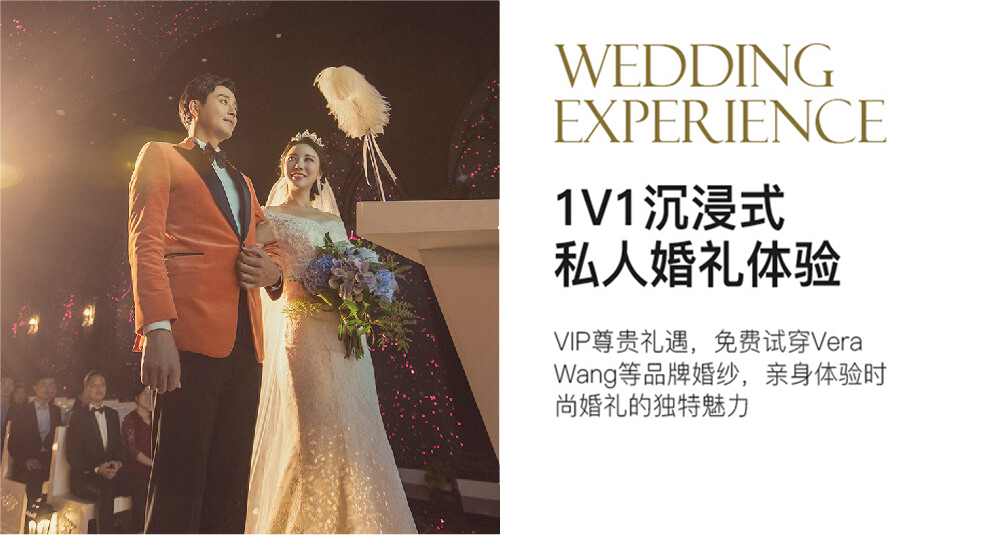 WEDDING
EXPERIENCE
1V1沉浸式
私人婚礼体验
VIP尊贵礼遇，免费试穿Vera
Wang等品牌婚纱，亲身体验时
尚婚礼的独特魅力